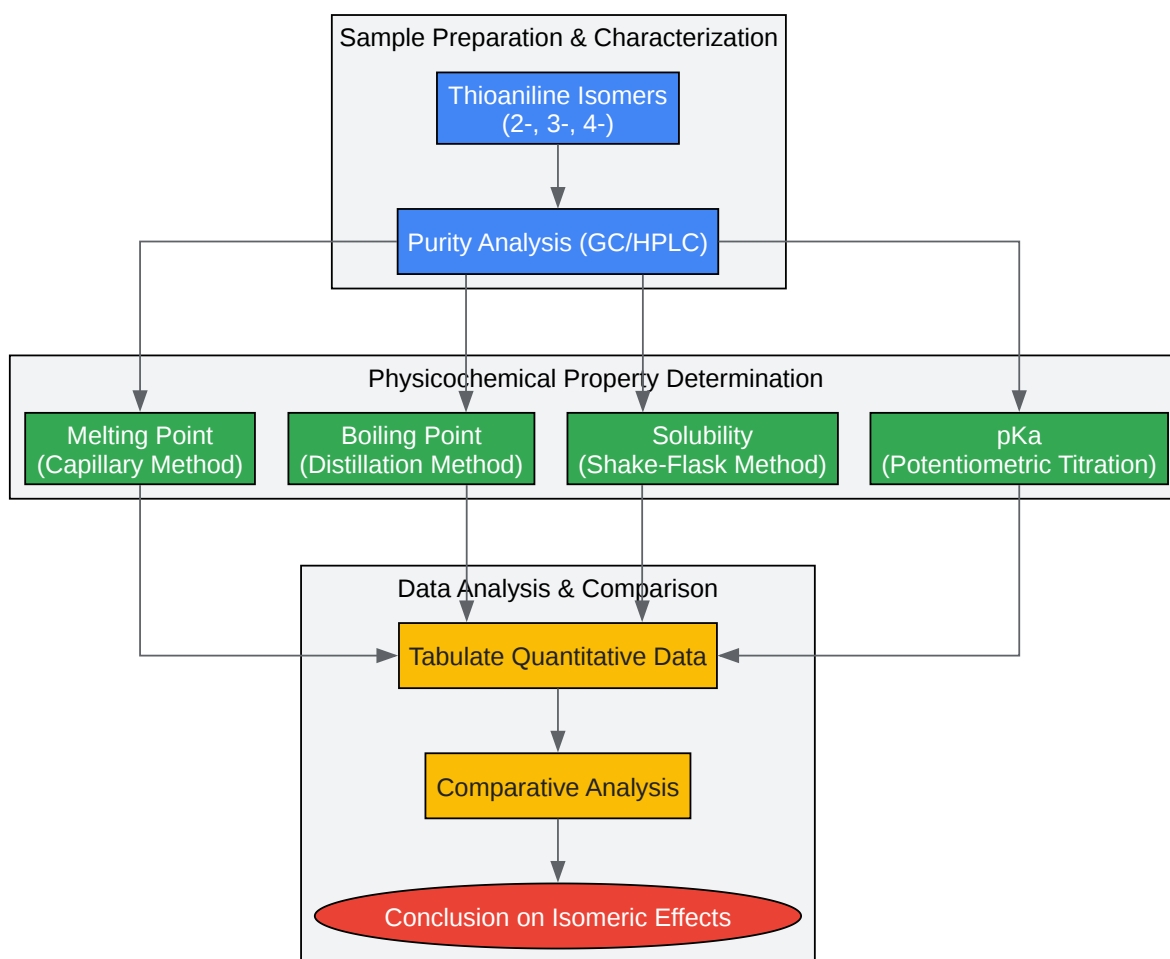 Sample Preparation & Characterization
Thioaniline Isomers
(2-, 3-, 4-)
Purity Analysis (GC/HPLC)
Physicochemical Property Determination
Melting Point
(Capillary Method)
Boiling Point
(Distillation Method)
Solubility
(Shake-Flask Method)
pKa
(Potentiometric Titration)
Data Analysis & Comparison
Tabulate Quantitative Data
Comparative Analysis
Conclusion on Isomeric Effects